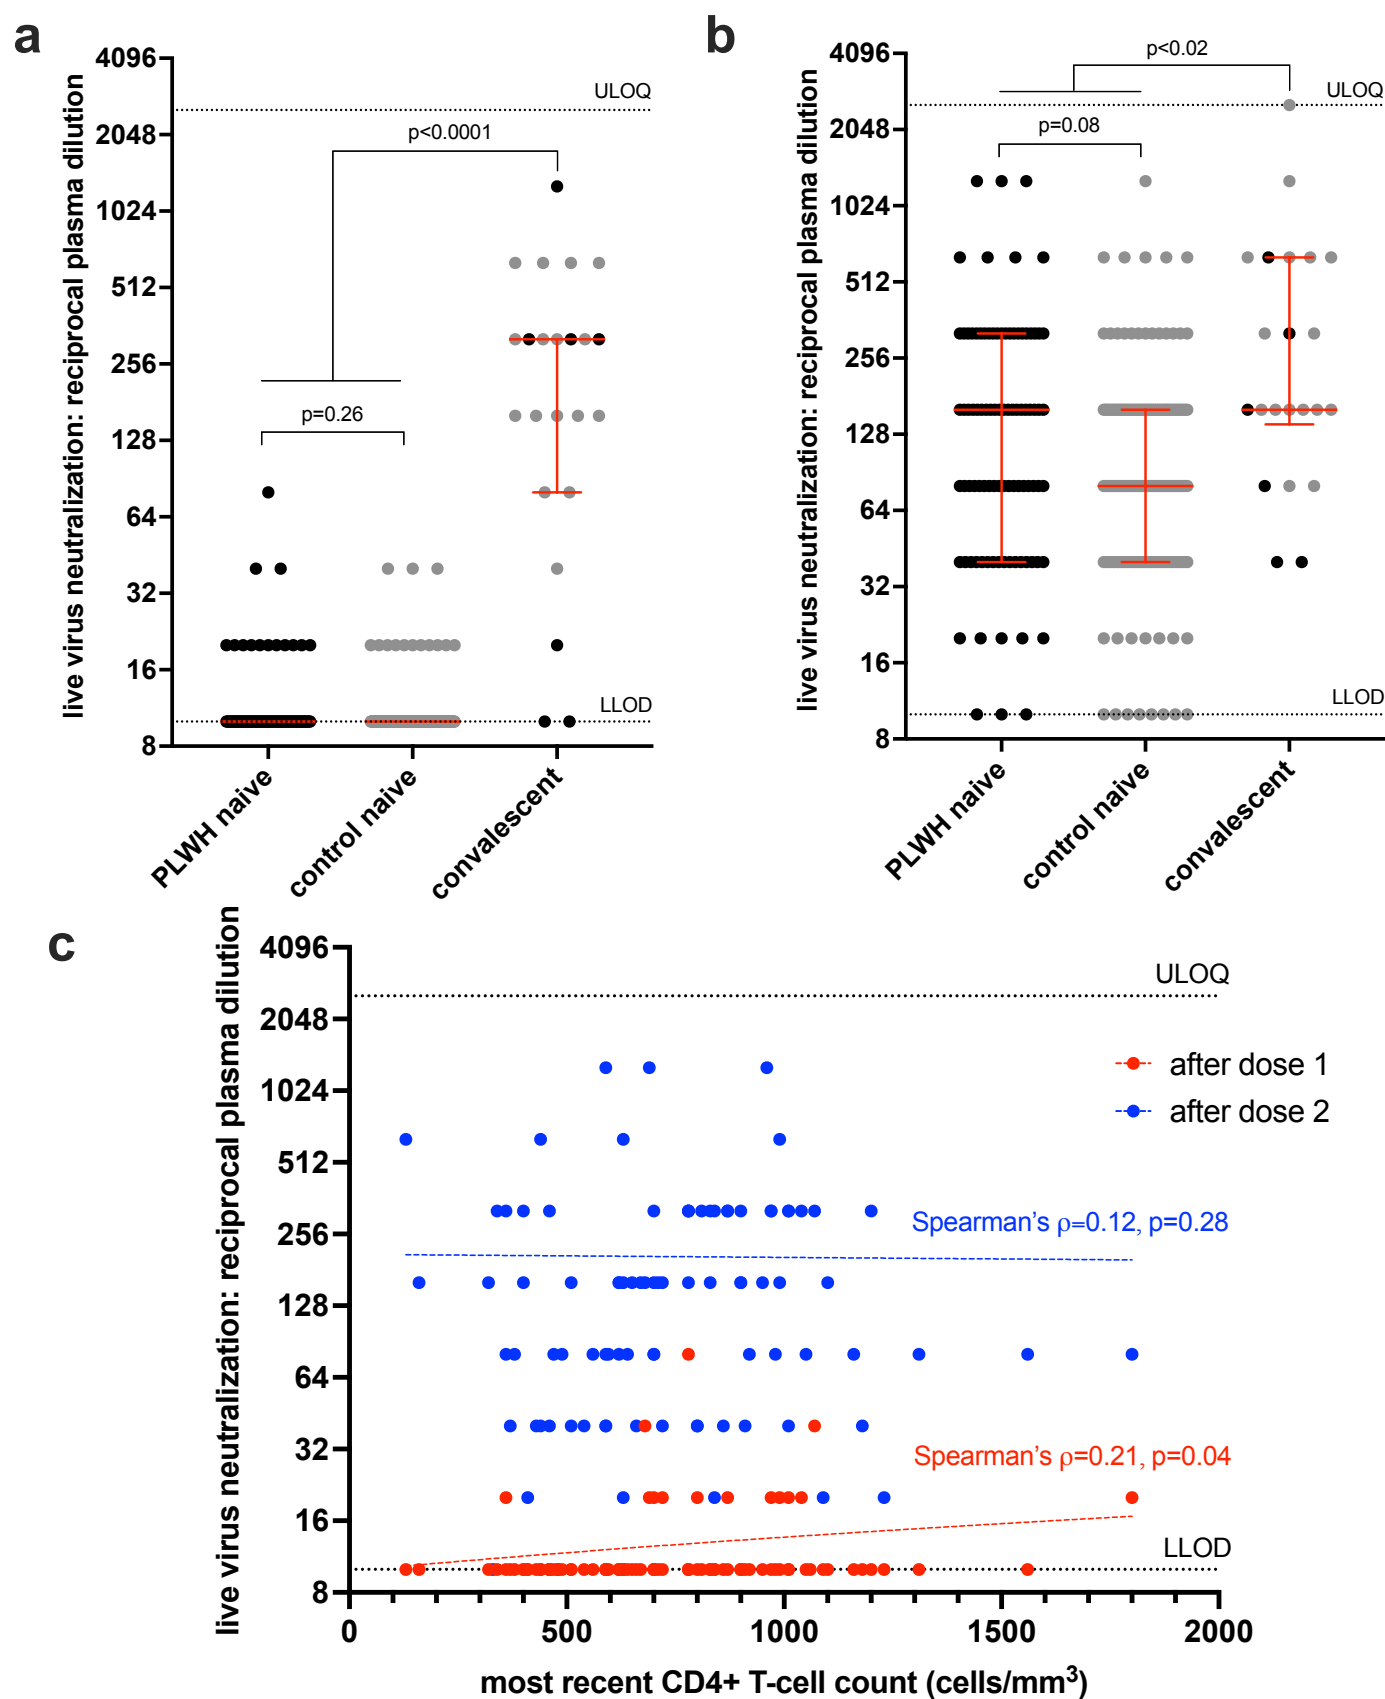 a
live virus neutralization: reciprocal plasma dilution
4096
2048
1024
512
256
128
64
32
16
8
ULOQ
p<0.0001
p=0.26
LLOD
PLWH naive
control naive
convalescent
b
live virus neutralization: reciprocal plasma dilution
4096
2048
1024
512
256
128
64
32
16
8
p<0.02
ULOQ
p=0.08
LLOD
PLWH naive
control naive
convalescent
c
live virus neutralization: reciprocal plasma dilution
4096
2048
1024
512
256
128
64
32
16
8
ULOQ
after dose 1
after dose 2
Spearman's ρ=0.12, p=0.28
Spearman's ρ=0.21, p=0.04
LLOD
0
500
1000
1500
2000
most recent CD4+ T-cell count (cells/mm³)